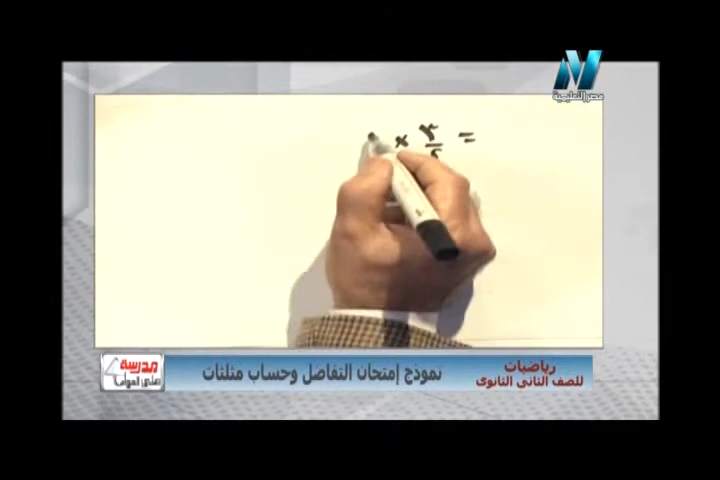 مصر التعليمية
رياضيات
للصف الثانى الثانوى
نموذج إمتحان التفاضل وحساب مثلثات
مدرسة
على الهواء